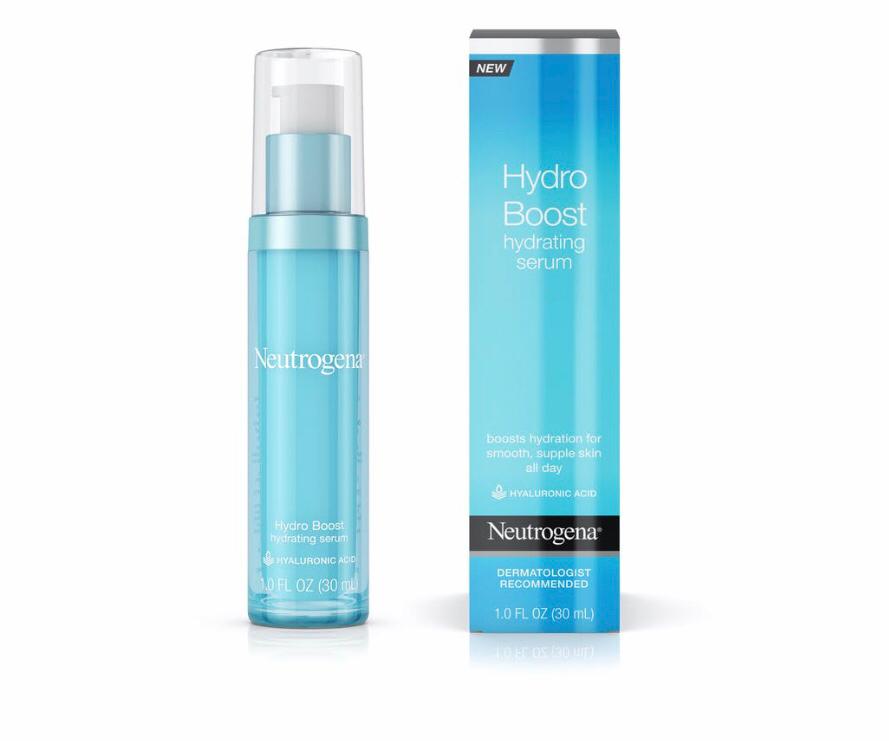 Neutrogena®
Hydro Boost
hydrating serum
HYALURONIC ACID
1.0 FL OZ (30 mL)
NEW
Hydro
Boost
hydrating
serum
boosts hydration for
smooth, supple skin
all day
HYALURONIC ACID
Neutrogena®
DERMATOLOGIST
RECOMMENDED
1.0 FL OZ (30 mL)